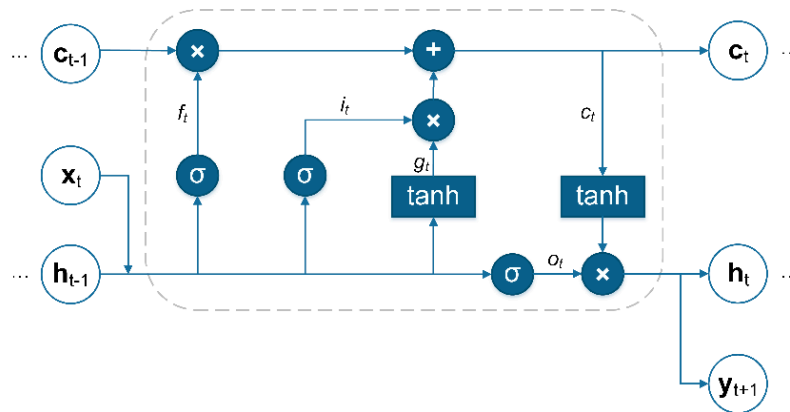 ... c_{t-1} × + c_t ...
f_t i_t × c_t
x_t σ σ g_t tanh tanh
... h_{t-1} σ o_t × h_t ...
y_{t+1}